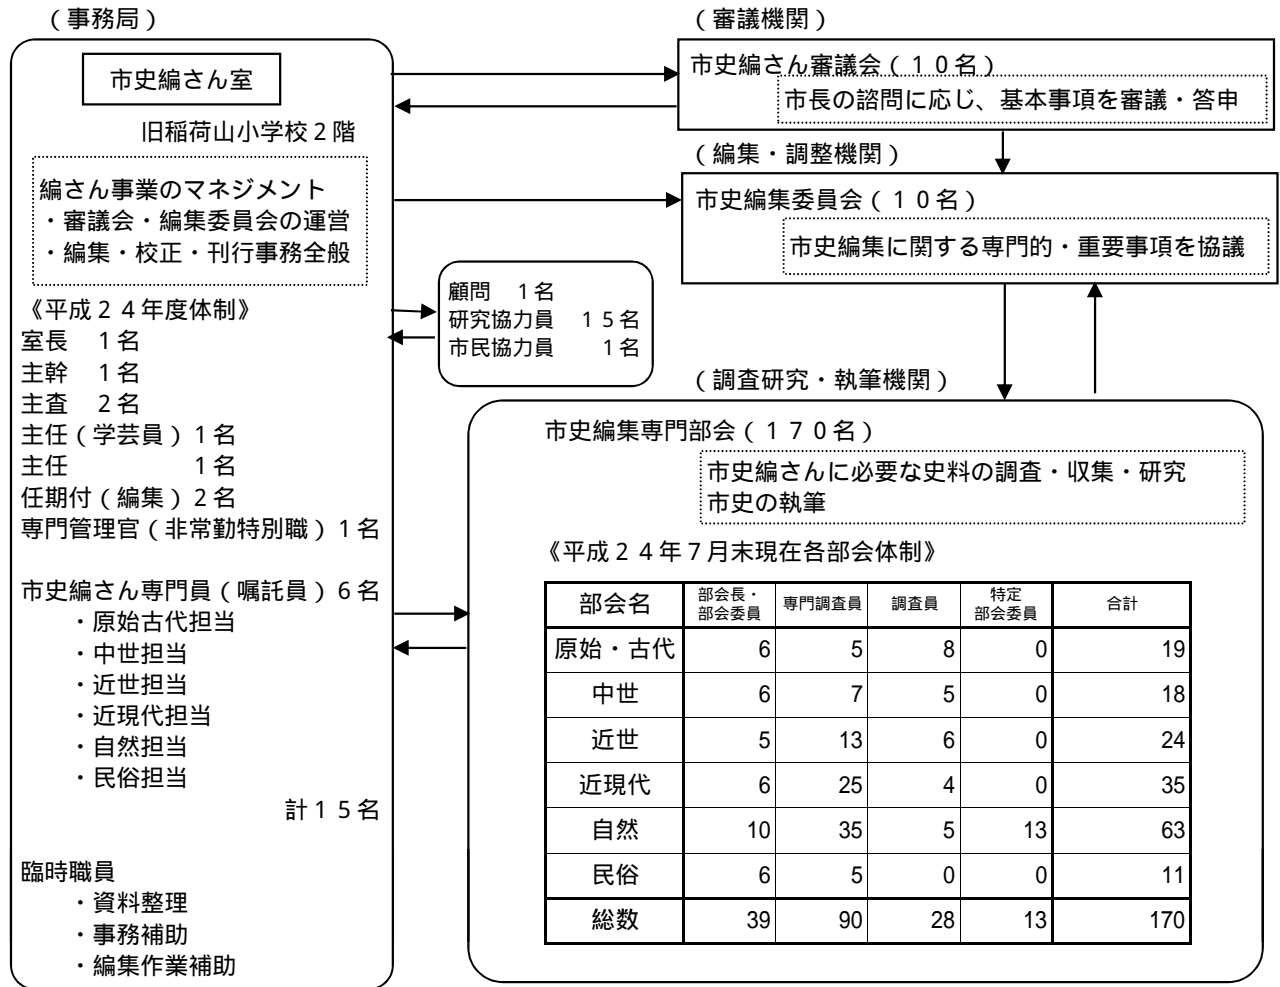 （事務局）
市史編さん室
旧稲荷山小学校２階
編さん事業のマネジメント
・審議会・編集委員会の運営
・編集・校正・刊行事務全般
《平成２４年度体制》
室長　１名
主幹　１名
主査　２名
主任（学芸員）１名
主任　１名
任期付（編集）２名
専門管理官（非常勤特別職）１名
市史編さん専門員（嘱託員）６名
・原始古代担当
・中世担当
・近世担当
・近現代担当
・自然担当
・民俗担当
計１５名
臨時職員
・資料整理
・事務補助
・編集作業補助
（審議機関）
市史編さん審議会（１０名）
市長の諮問に応じ、基本事項を審議・答申
（編集・調整機関）
市史編集委員会（１０名）
市史編集に関する専門的・重要事項を協議
顧問　１名
研究協力員　１５名
市民協力員　１名
（調査研究・執筆機関）
市史編集専門部会（１７０名）
市史編さんに必要な史料の調査・収集・研究
市史の執筆
《平成２４年７月末現在各部会体制》
部会名 部会長・部会委員 専門調査員 調査員 特定部会委員 合計
原始・古代 6 5 8 0 19
中世 6 7 5 0 18
近世 5 13 6 0 24
近現代 6 25 4 0 35
自然 10 35 5 13 63
民俗 6 5 0 0 11
総数 39 90 28 13 170